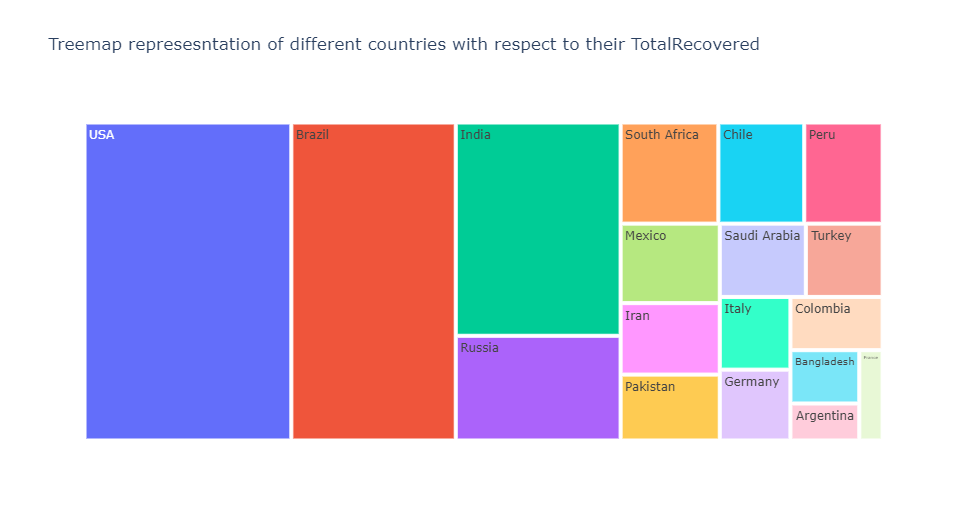 Treemap represesntation of different countries with respect to their TotalRecovered
USA
Brazil
India
Russia
South Africa
Chile
Peru
Mexico
Saudi Arabia
Turkey
Iran
Italy
Colombia
Pakistan
Germany
Bangladesh
France
Argentina